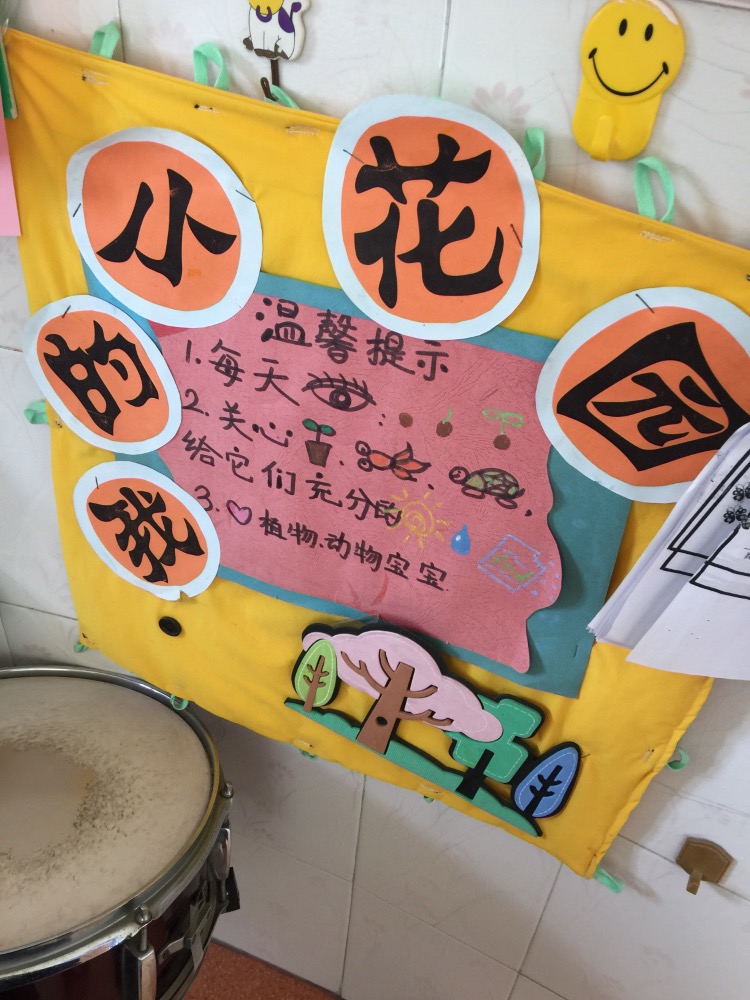 我的小花园
温馨提示
1.每天:
2.关心、、,
给它们充分的
3.植物、动物宝宝